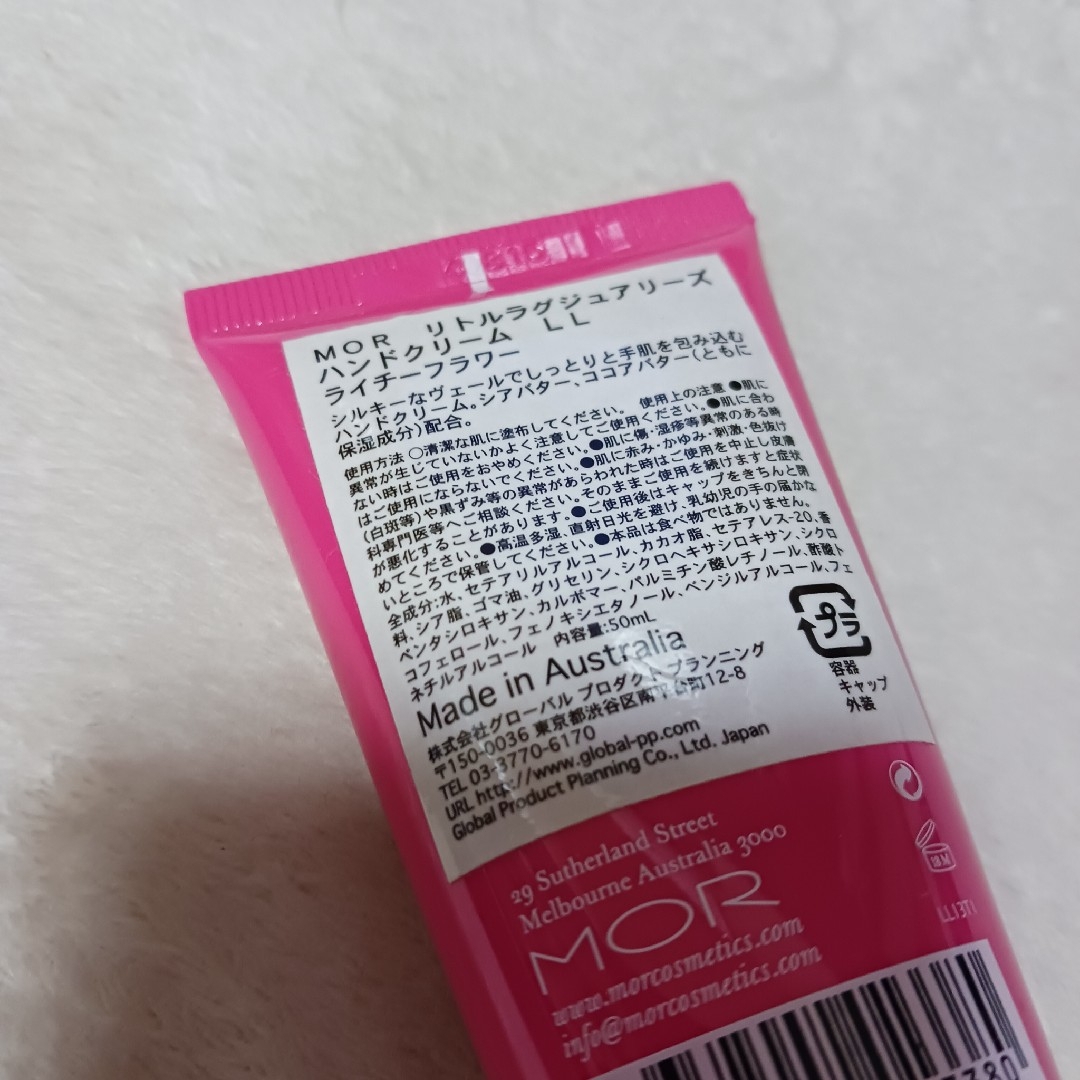 MOR リトルラグジュアリーズ
ハンドクリーム LL
ライチーフラワー
シルキーなヴェールでしっとりと手肌を包み込む
ハンドクリーム。シアバター、ココアバター(ともに
保湿成分)配合。
使用方法 ○清潔な肌に塗布してください。 使用上の注意 ●肌に
異常が生じていないかよく注意してご使用ください。●肌に合わ
ない時はご使用をおやめください。●肌に傷・湿疹等異常のある時
はご使用にならないでください。●肌に赤み・かゆみ・刺激・色抜け
(白斑等)や黒ずみ等の異常があらわれた時はご使用を中止し皮膚
科専門医等へご相談ください。そのままご使用を続けますと症状
が悪化することがあります。●ご使用後はキャップをきちんと閉
めてください。●高温多湿、直射日光を避け、乳幼児の手の届かな
いところで保管してください。●本品は食べ物ではありません。
全成分:水、セテアリルアルコール、カカオ脂、セテアレス-20、香
料、シア脂、ゴマ油、グリセリン、シクロヘキサシロキサン、シクロ
ペンタシロキサン、カルボマー、パルミチン酸レチノール、酢酸ト
コフェロール、フェノキシエタノール、ベンジルアルコール、フェ
ネチルアルコール 内容量:50mL
Made in Australia
株式会社グローバル プロダクト プランニング
〒150-0036 東京都渋谷区南平台町12-8
TEL 03-3770-6170
URL http://www.global-pp.com
Global Product Planning Co., Ltd. Japan
プラ
容器
キャップ
外装
29 Sutherland Street
Melbourne Australia 3000
MOR
www.morcosmetics.com
info@morcosmetics.com
18 M
LL13T1